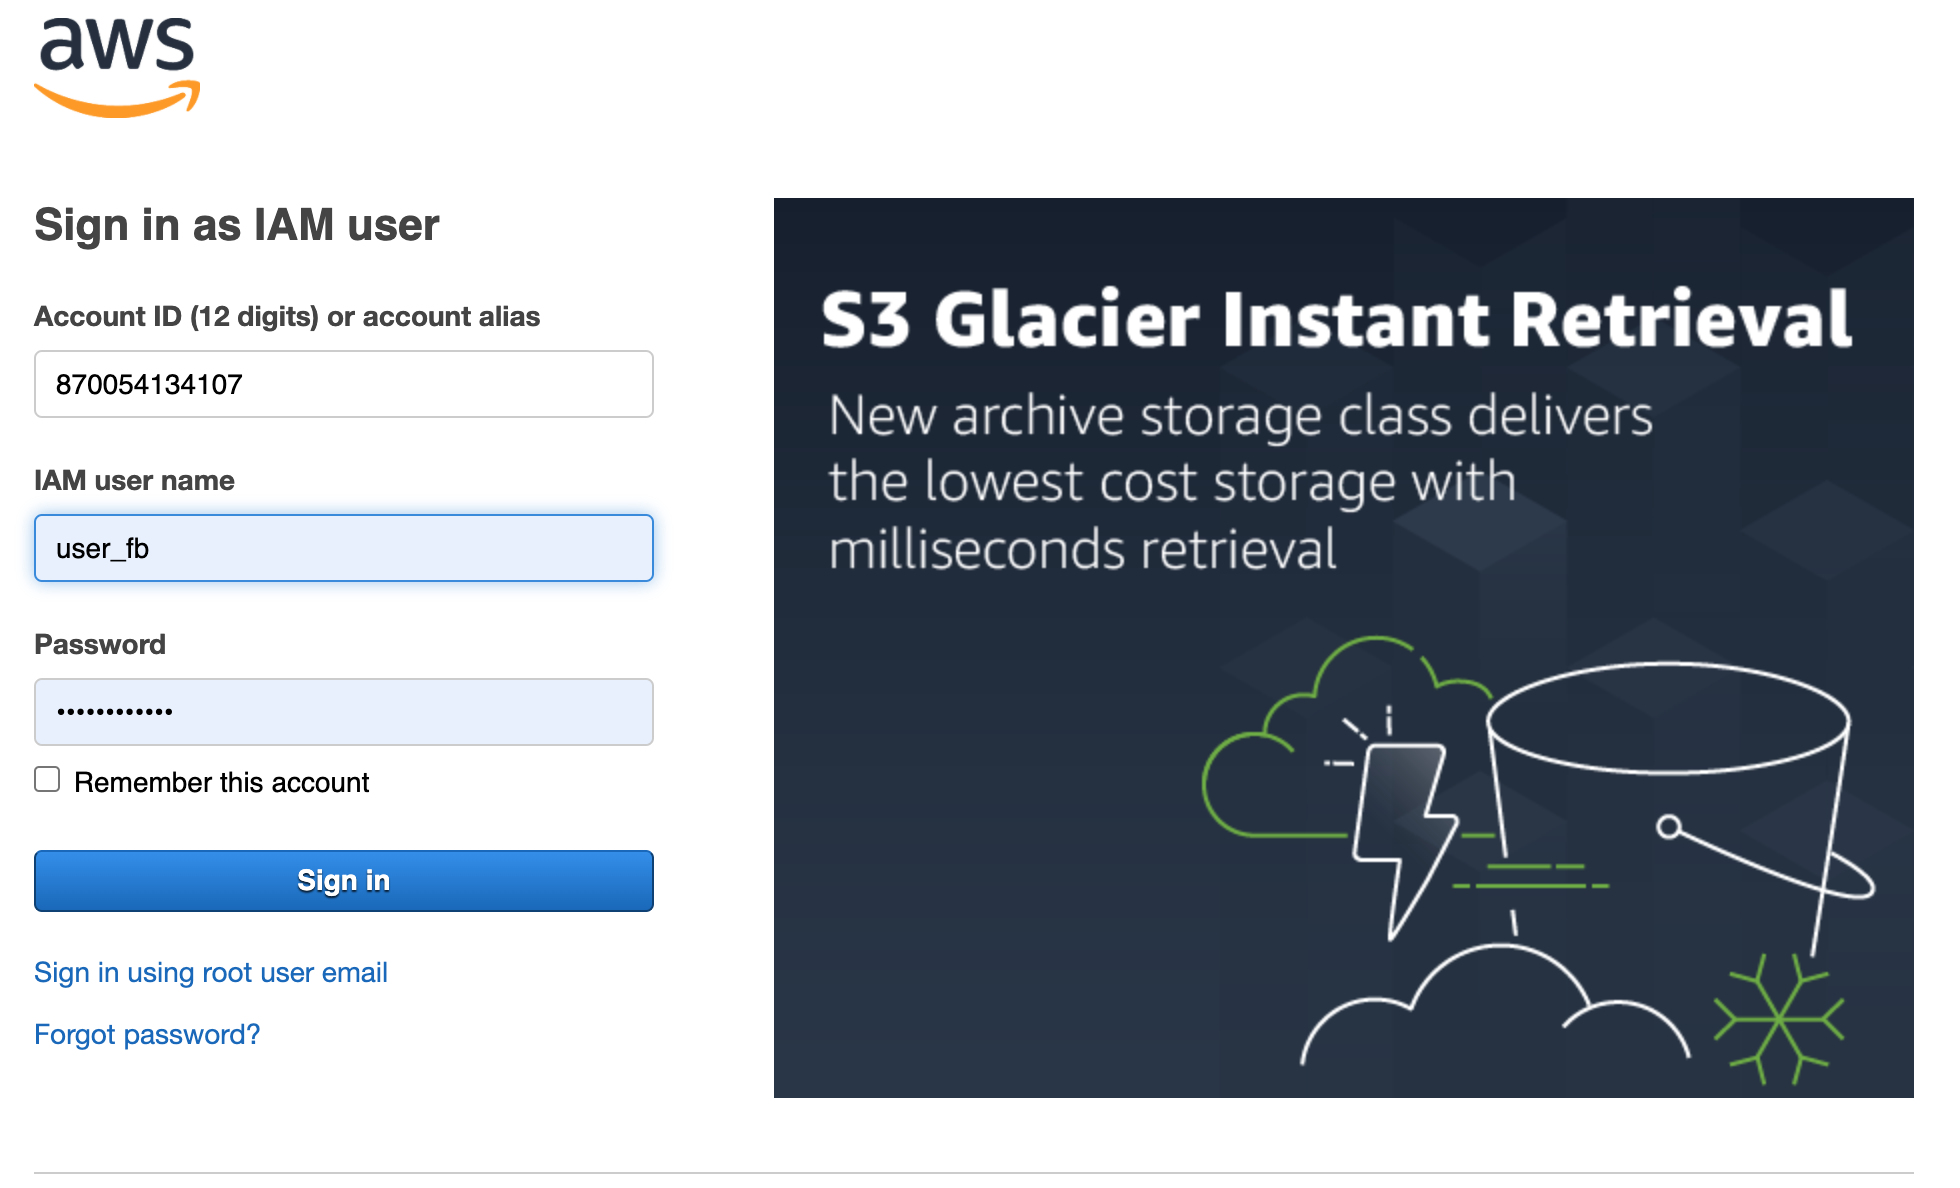 aws
Sign in as IAM user
Account ID (12 digits) or account alias
870054134107
IAM user name
user_fb
Password
••••••••••••
Remember this account
Sign in
Sign in using root user email
Forgot password?
S3 Glacier Instant Retrieval
New archive storage class delivers
the lowest cost storage with
milliseconds retrieval